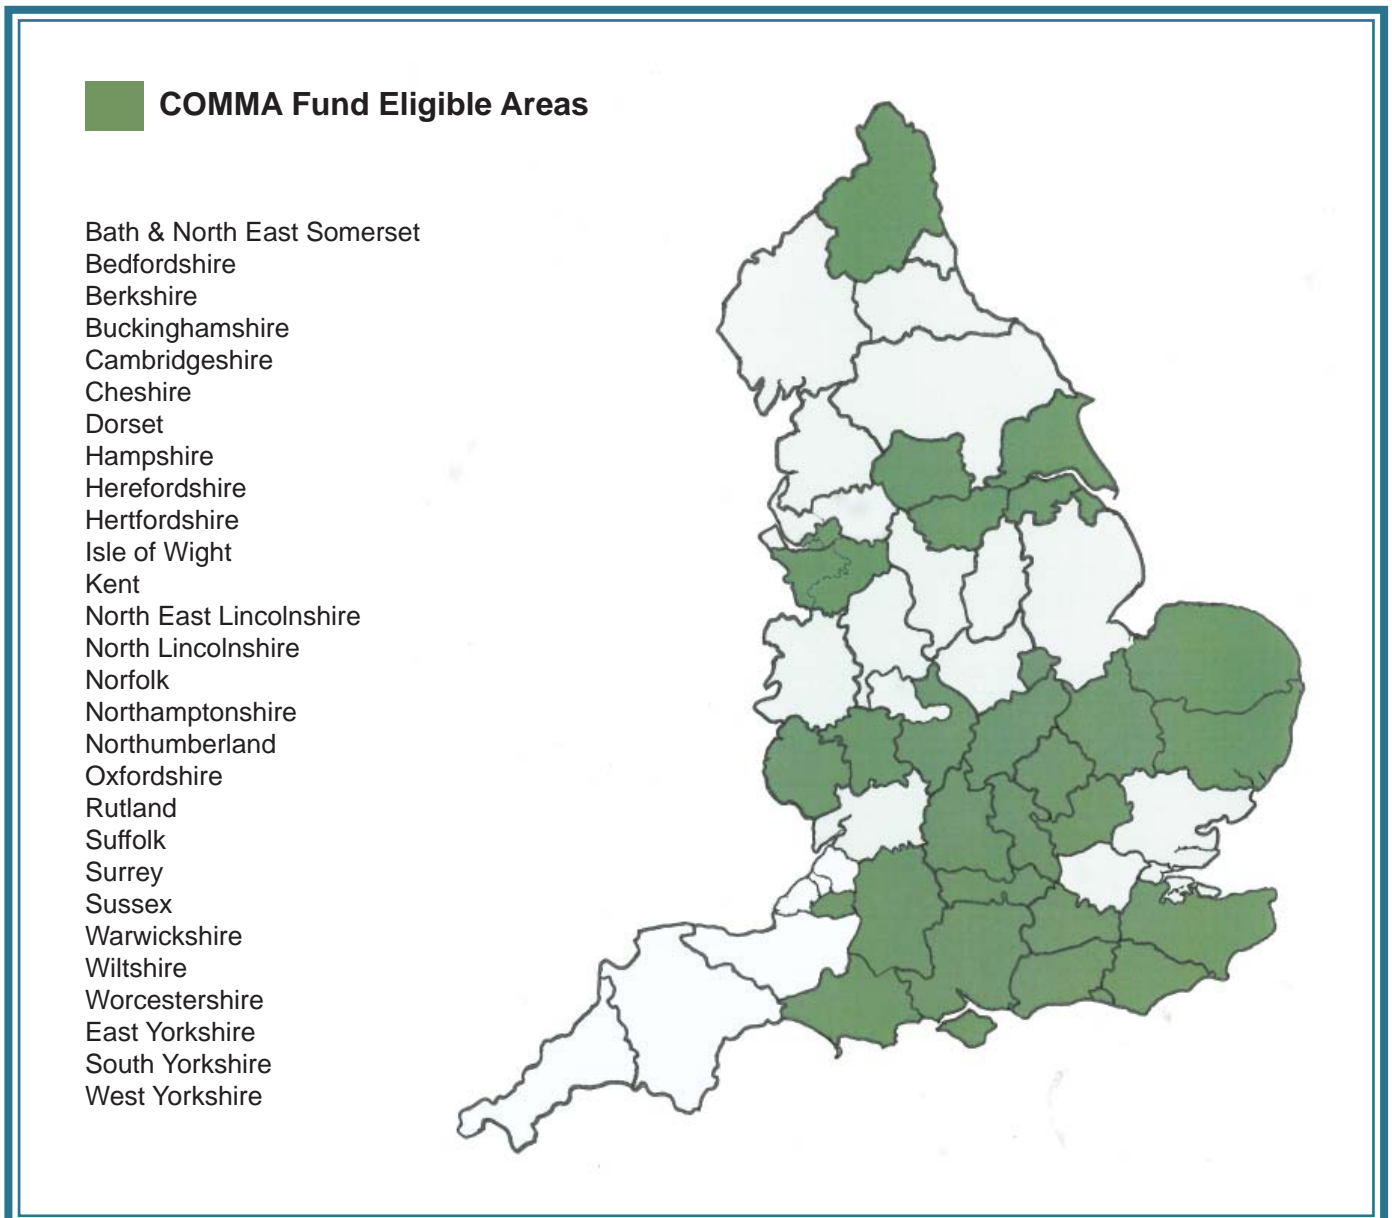 COMMA Fund Eligible Areas
Bath & North East Somerset
Bedfordshire
Berkshire
Buckinghamshire
Cambridgeshire
Cheshire
Dorset
Hampshire
Herefordshire
Hertfordshire
Isle of Wight
Kent
North East Lincolnshire
North Lincolnshire
Norfolk
Northamptonshire
Northumberland
Oxfordshire
Rutland
Suffolk
Surrey
Sussex
Warwickshire
Wiltshire
Worcestershire
East Yorkshire
South Yorkshire
West Yorkshire